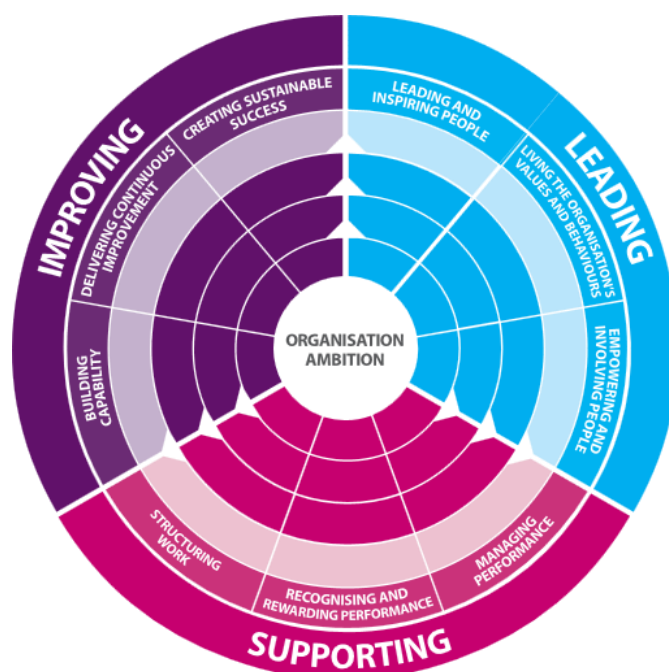 IMPROVING
CREATING SUSTAINABLE
SUCCESS
DELIVERING CONTINUOUS
IMPROVEMENT
BUILDING
CAPABILITY
LEADING
LEADING AND
INSPIRING PEOPLE
LIVING THE ORGANISATION'S
VALUES AND BEHAVIOURS
EMPOWERING AND
INVOLVING PEOPLE
ORGANISATION
AMBITION
STRUCTURING
WORK
RECOGNISING AND
REWARDING PERFORMANCE
MANAGING
PERFORMANCE
SUPPORTING